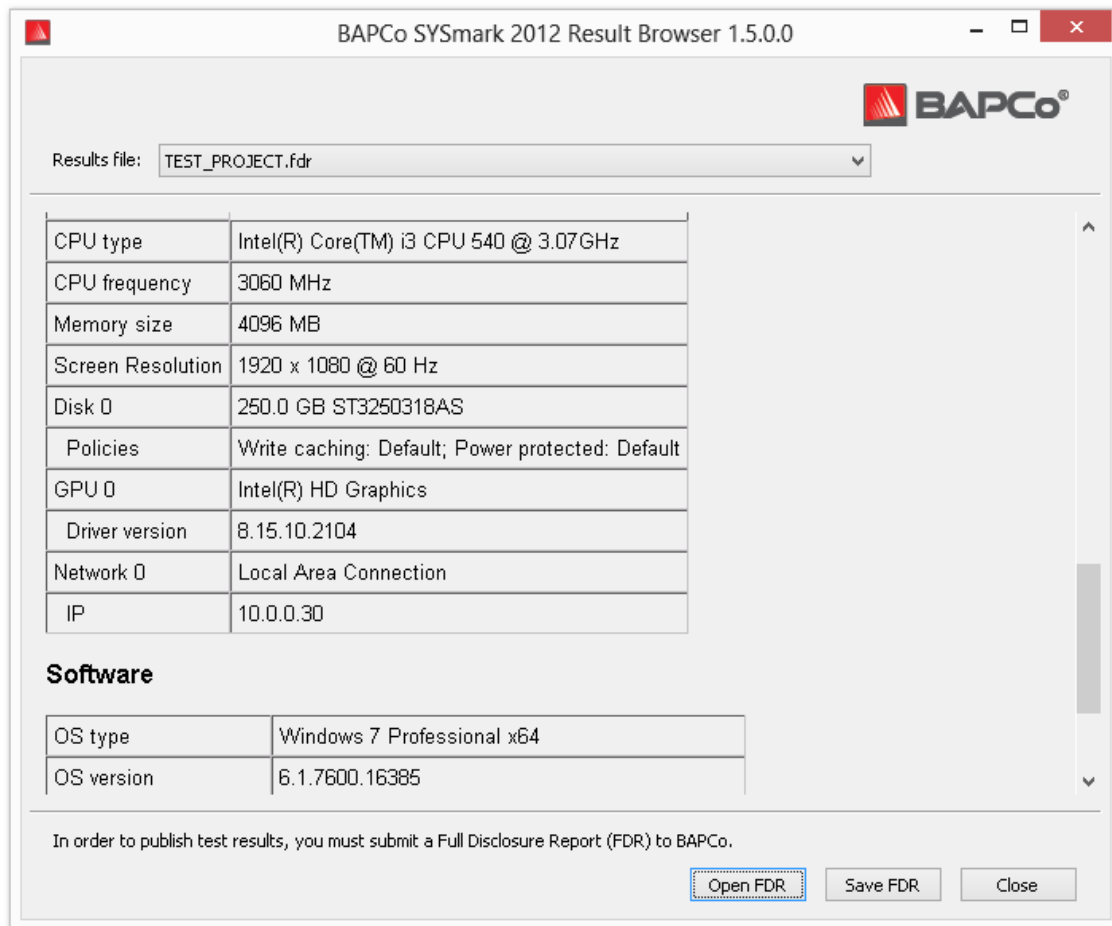 BAPCo SYSmark 2012 Result Browser 1.5.0.0
BAPCo®
Results file: TEST_PROJECT.fdr
CPU type Intel(R) Core(TM) i3 CPU 540 @ 3.07GHz
CPU frequency 3060 MHz
Memory size 4096 MB
Screen Resolution 1920 x 1080 @ 60 Hz
Disk 0 250.0 GB ST3250318AS
Policies Write caching: Default; Power protected: Default
GPU 0 Intel(R) HD Graphics
Driver version 8.15.10.2104
Network 0 Local Area Connection
IP 10.0.0.30
Software
OS type Windows 7 Professional x64
OS version 6.1.7600.16385
In order to publish test results, you must submit a Full Disclosure Report (FDR) to BAPCo.
Open FDR Save FDR Close